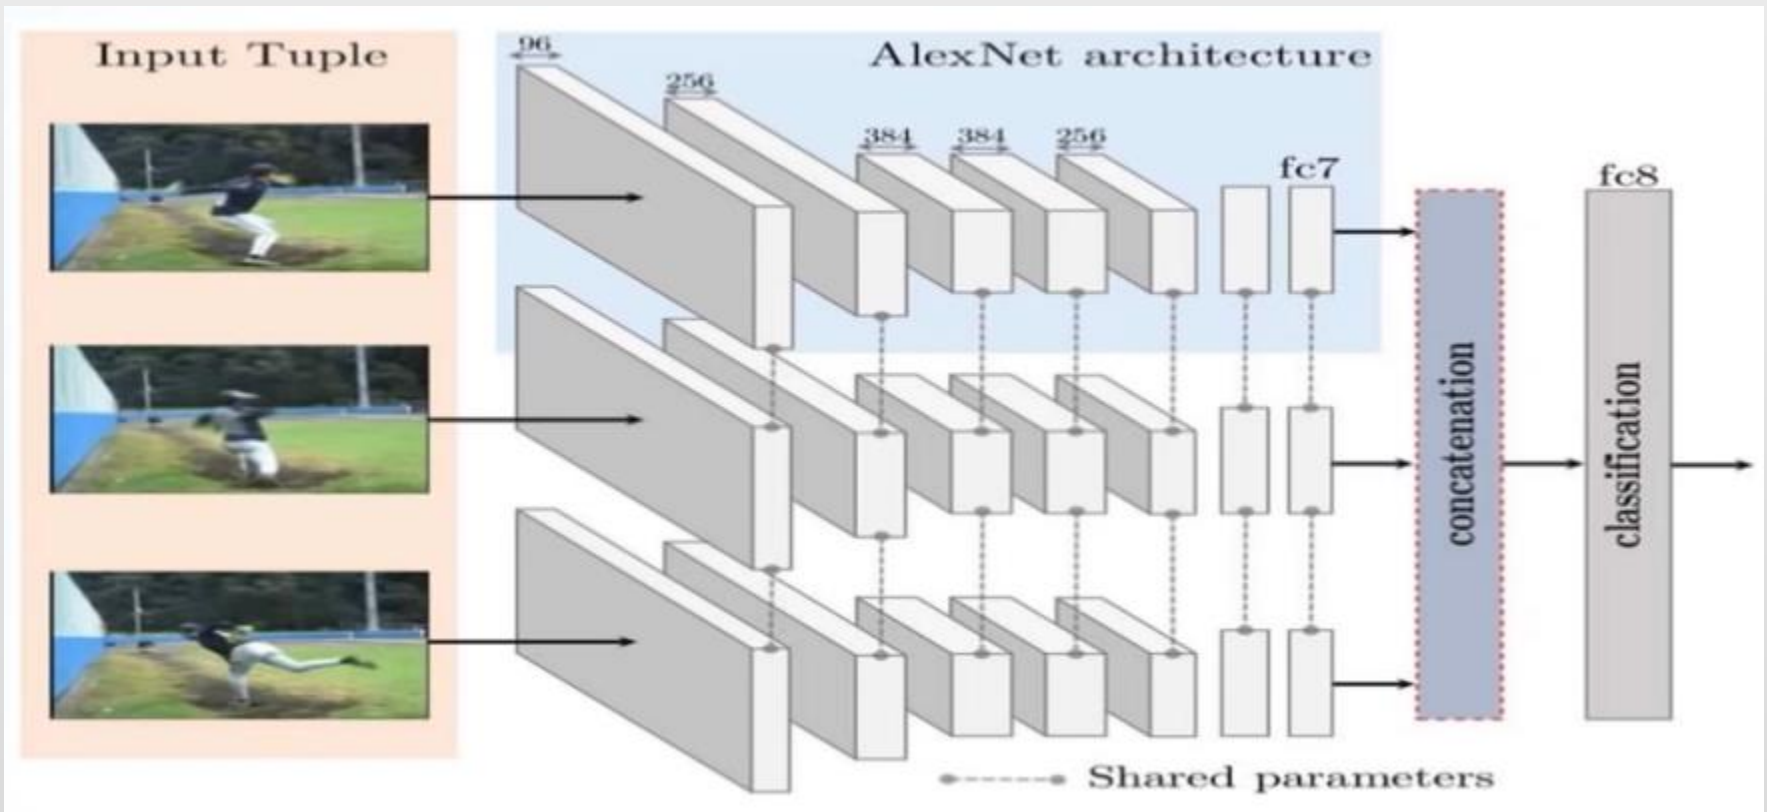 Input Tuple
AlexNet architecture
96
256
384
384
256
fc7
fc8
concatenation
classification
Shared parameters